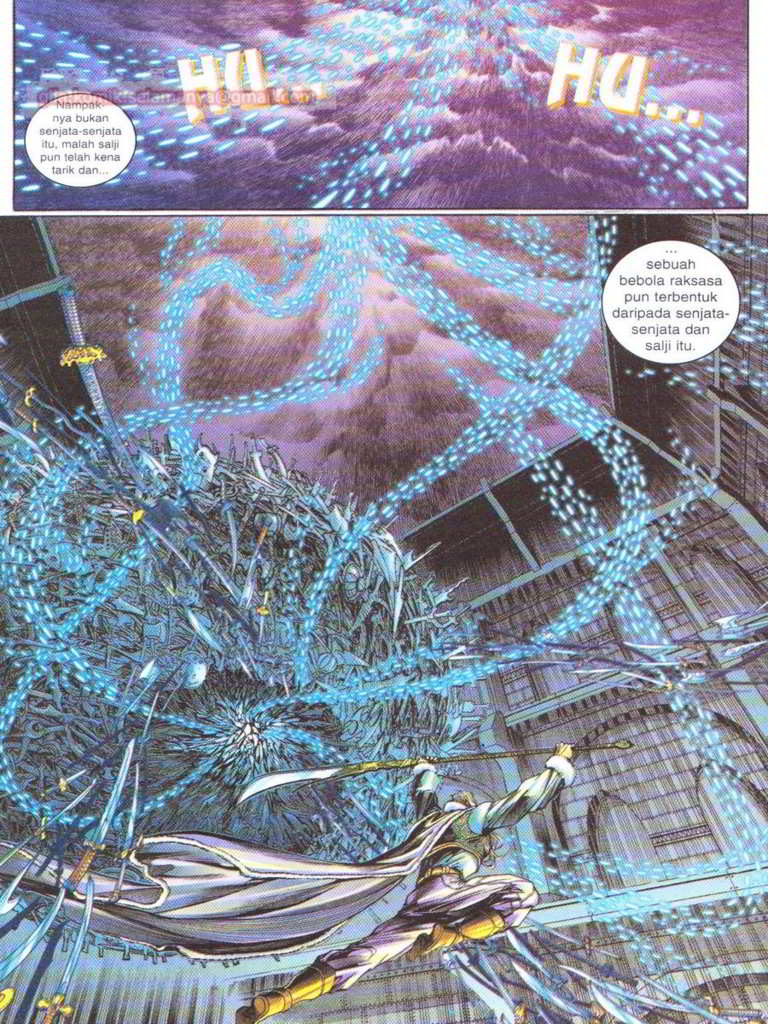 HU...
HU...
Nampak
nya bukan
senjata-senjata
itu, malah salji
pun telah kena
tarik dan...
...
sebuah
bebola raksasa
pun terbentuk
daripada senjata-
senjata dan
salji itu.